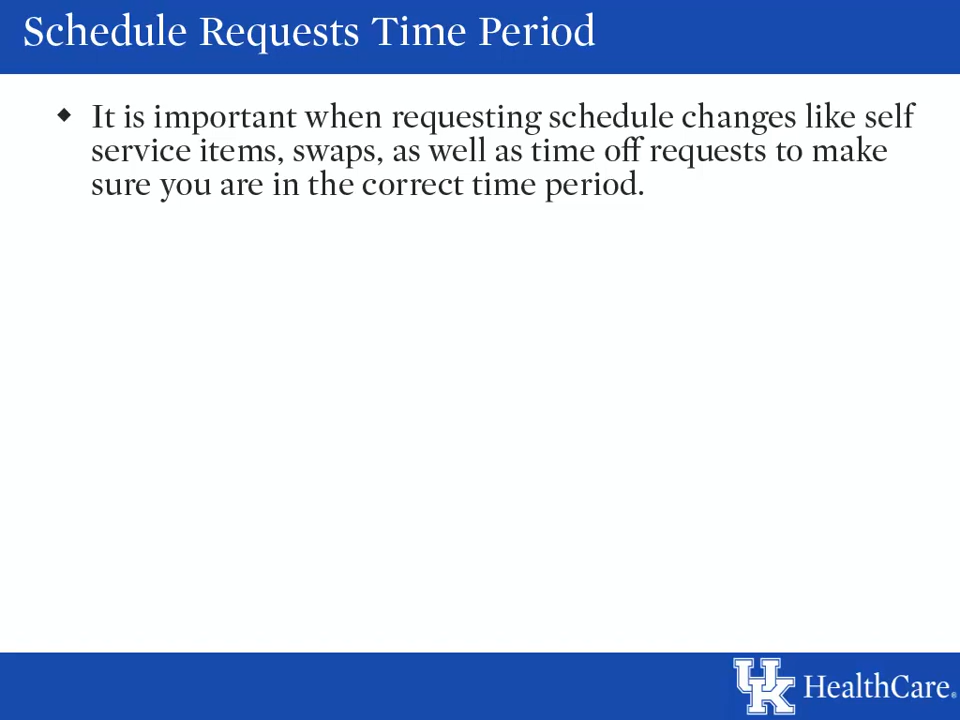 Schedule Requests Time Period
◆ It is important when requesting schedule changes like self
service items, swaps, as well as time off requests to make
sure you are in the correct time period.
UK HealthCare®